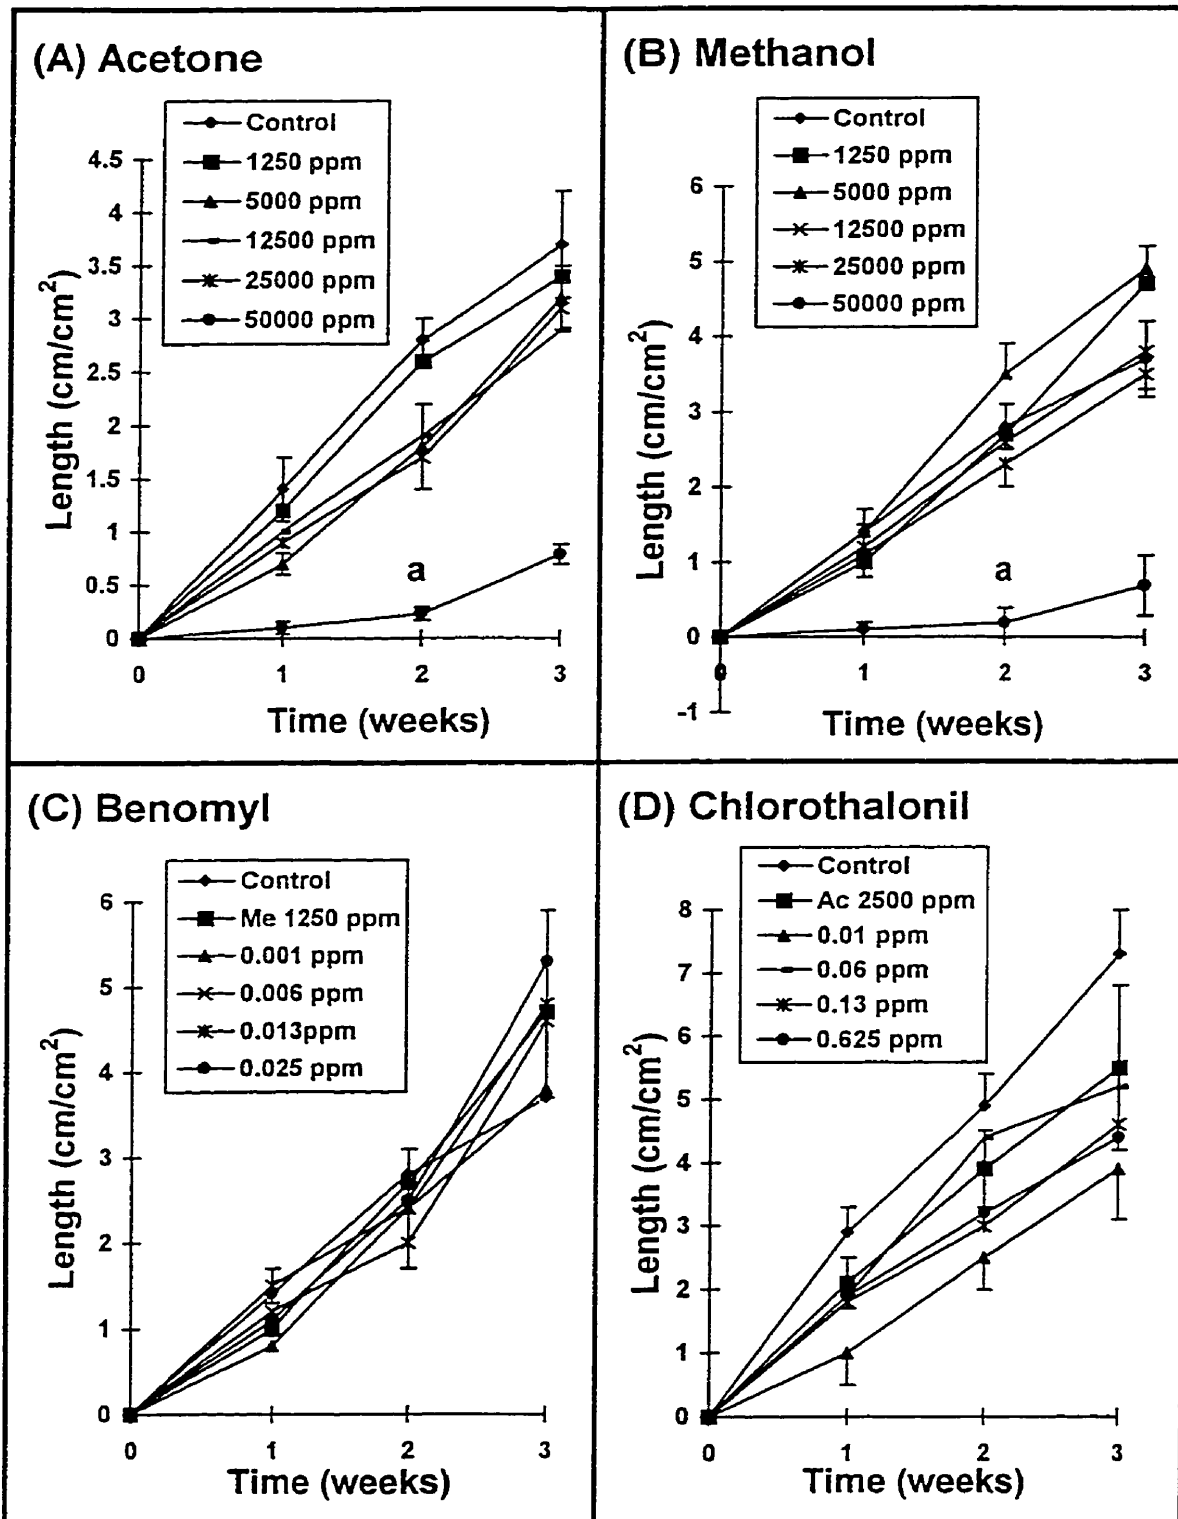 (A) Acetone
Control
1250 ppm
5000 ppm
12500 ppm
25000 ppm
50000 ppm
4.5
4
3.5
3
2.5
2
1.5
1
0.5
0
Length (cm/cm²)
a
0 1 2 3
Time (weeks)
(B) Methanol
Control
1250 ppm
5000 ppm
12500 ppm
25000 ppm
50000 ppm
6
5
4
3
2
1
0
-1
Length (cm/cm²)
a
0 1 2 3
Time (weeks)
(C) Benomyl
Control
Me 1250 ppm
0.001 ppm
0.006 ppm
0.013ppm
0.025 ppm
6
5
4
3
2
1
0
Length (cm/cm²)
0 1 2 3
Time (weeks)
(D) Chlorothalonil
Control
Ac 2500 ppm
0.01 ppm
0.06 ppm
0.13 ppm
0.625 ppm
8
7
6
5
4
3
2
1
0
Length (cm/cm²)
0 1 2 3
Time (weeks)